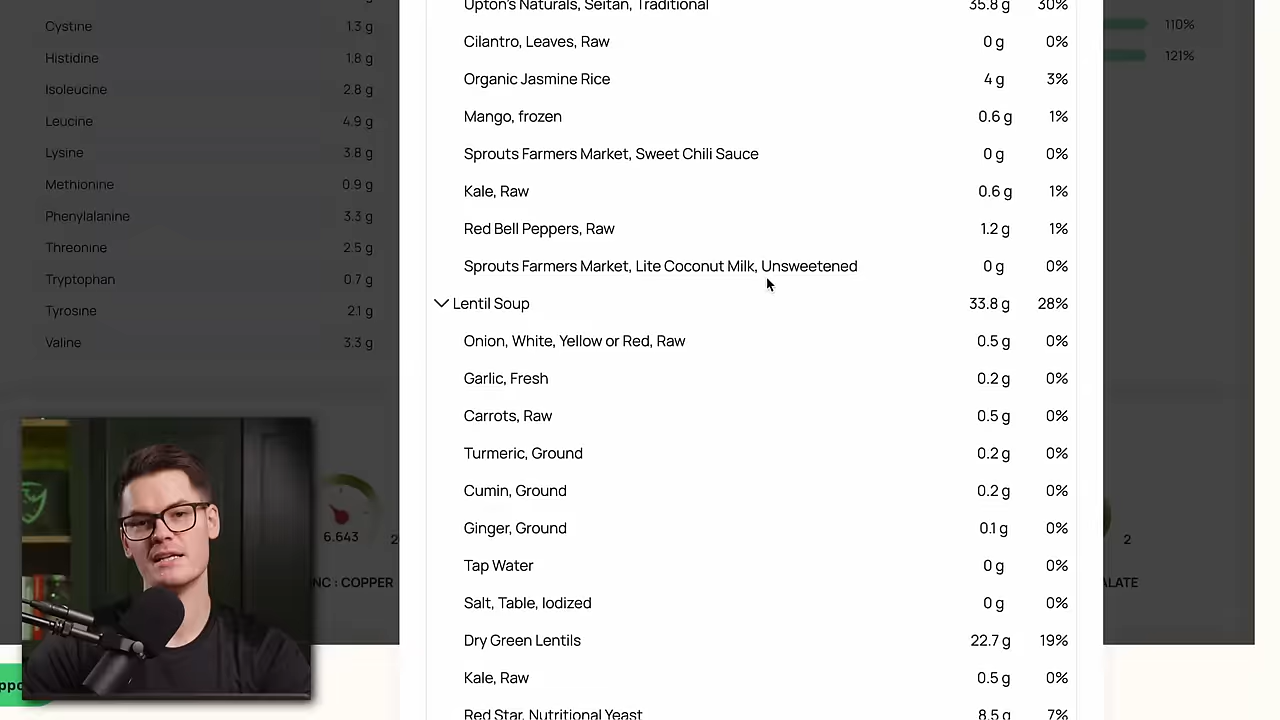 Cystine 1.3 g
Histidine 1.8 g
Isoleucine 2.8 g
Leucine 4.9 g
Lysine 3.8 g
Methionine 0.9 g
Phenylalanine 3.3 g
Threonine 2.5 g
Tryptophan 0.7 g
Tyrosine 2.1 g
Valine 3.3 g
Upton's Naturals, Seitan, Traditional 35.8 g 30%
Cilantro, Leaves, Raw 0 g 0%
Organic Jasmine Rice 4 g 3%
Mango, frozen 0.6 g 1%
Sprouts Farmers Market, Sweet Chili Sauce 0 g 0%
Kale, Raw 0.6 g 1%
Red Bell Peppers, Raw 1.2 g 1%
Sprouts Farmers Market, Lite Coconut Milk, Unsweetened 0 g 0%
Lentil Soup 33.8 g 28%
Onion, White, Yellow or Red, Raw 0.5 g 0%
Garlic, Fresh 0.2 g 0%
Carrots, Raw 0.5 g 0%
Turmeric, Ground 0.2 g 0%
Cumin, Ground 0.2 g 0%
Ginger, Ground 0.1 g 0%
Tap Water 0 g 0%
Salt, Table, Iodized 0 g 0%
Dry Green Lentils 22.7 g 19%
Kale, Raw 0.5 g 0%
Red Star, Nutritional Yeast 8.5 g 7%
110%
121%
6.643
2
NC : COPPER
2
ALATE